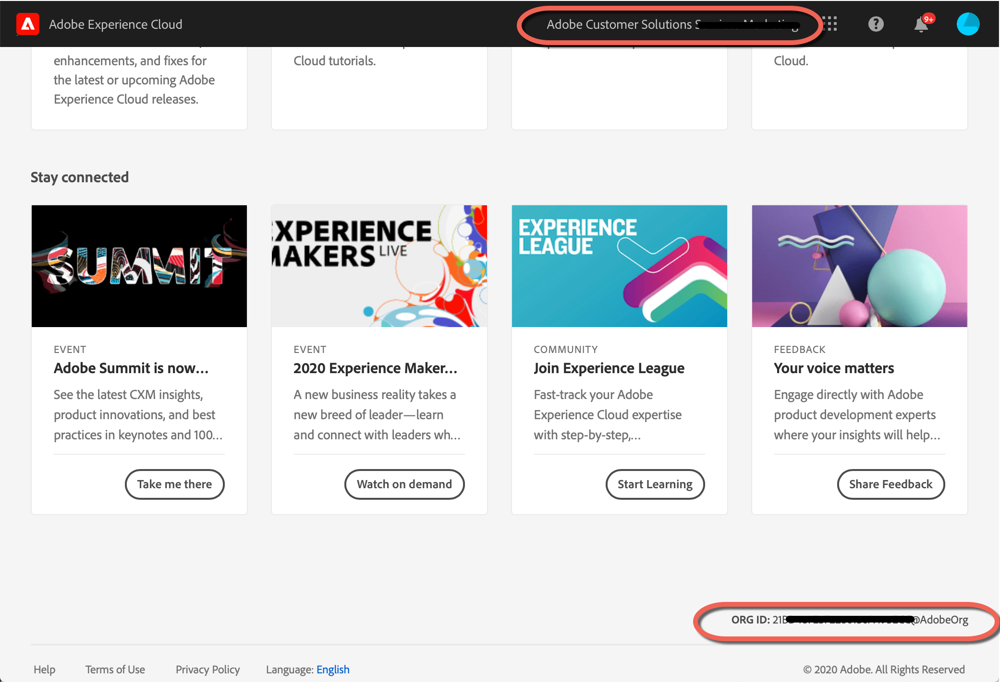 Adobe Experience Cloud
Adobe Customer Solutions
9+
enhancements, and fixes for
the latest or upcoming Adobe
Experience Cloud releases.
Cloud tutorials.
Cloud.
Stay connected
SUMMIT
EVENT
Adobe Summit is now...
See the latest CXM insights,
product innovations, and best
practices in keynotes and 100...
Take me there
EXPERIENCE
MAKERS LIVE
EVENT
2020 Experience Maker...
A new business reality takes a
new breed of leader—learn
and connect with leaders wh...
Watch on demand
EXPERIENCE
LEAGUE
COMMUNITY
Join Experience League
Fast-track your Adobe
Experience Cloud expertise
with step-by-step,...
Start Learning
FEEDBACK
Your voice matters
Engage directly with Adobe
product development experts
where your insights will help...
Share Feedback
ORG ID: @AdobeOrg
Help Terms of Use Privacy Policy Language: English © 2020 Adobe. All Rights Reserved